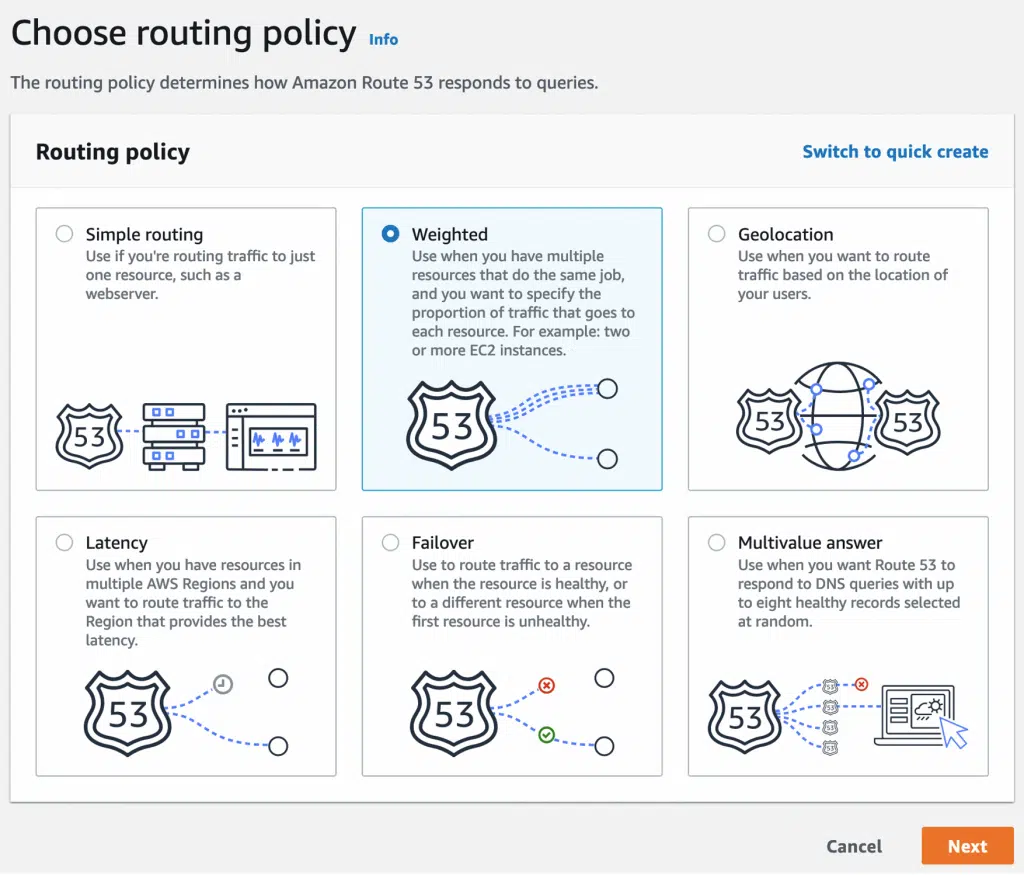 Choose routing policy Info
The routing policy determines how Amazon Route 53 responds to queries.
Routing policy
Switch to quick create
Simple routing
Use if you're routing traffic to just
one resource, such as a
webserver.
53
Weighted
Use when you have multiple
resources that do the same job,
and you want to specify the
proportion of traffic that goes to
each resource. For example: two
or more EC2 instances.
53
Geolocation
Use when you want to route
traffic based on the location of
your users.
53
53
Latency
Use when you have resources in
multiple AWS Regions and you
want to route traffic to the
Region that provides the best
latency.
53
Failover
Use to route traffic to a resource
when the resource is healthy, or
to a different resource when the
first resource is unhealthy.
53
Multivalue answer
Use when you want Route 53 to
respond to DNS queries with up
to eight healthy records selected
at random.
53
53
53
53
53
Cancel
Next